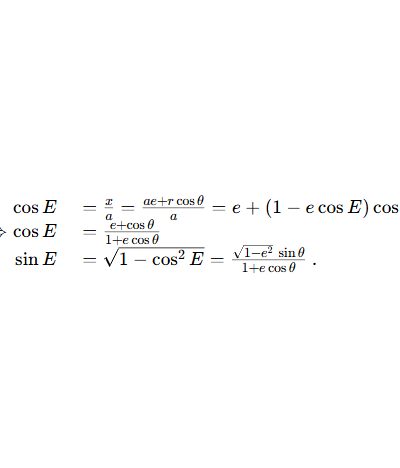 cos E = x/a = (ae + r cos θ)/a = e + (1 − e cos E) cos
⇒ cos E = (e + cos θ)/(1 + e cos θ)
sin E = √(1 − cos² E) = (√(1 − e²) sin θ)/(1 + e cos θ) .